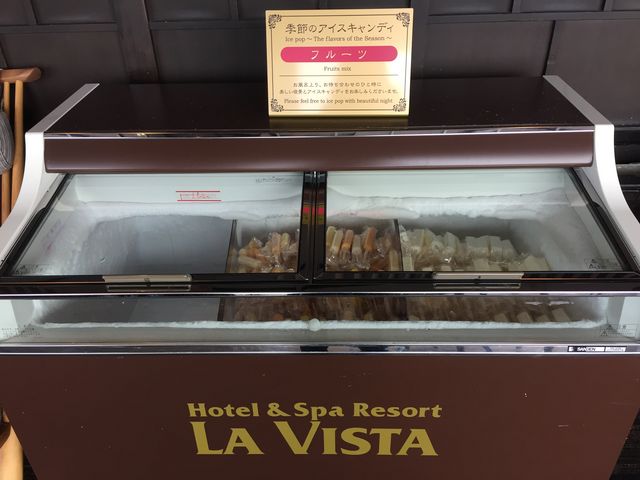 季節のアイスキャンディ
Ice pop ~ The flavors of the Season ~
フルーツ
Fruits mix
お風呂上り、お待ち合わせのひと時に
美しい夜景とアイスキャンディをお楽しみくださいませ。
Please feel free to ice pop with beautiful night
SANDEN
Hotel & Spa Resort
LA VISTA